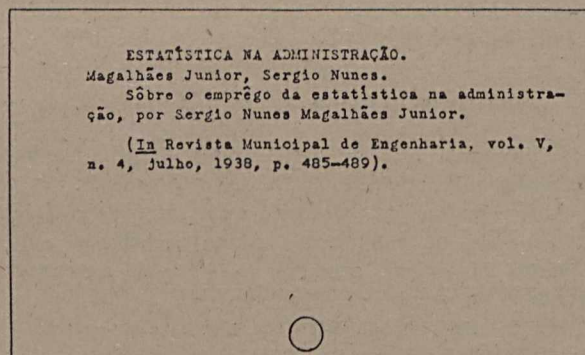 ESTATÍSTICA NA ADMINISTRAÇÃO.
Magalhães Junior, Sergio Nunes.
Sôbre o emprêgo da estatística na administra-
ção, por Sergio Nunes Magalhães Junior.
(In Revista Municipal de Engenharia, vol. V,
n. 4, julho, 1938, p. 485-489).